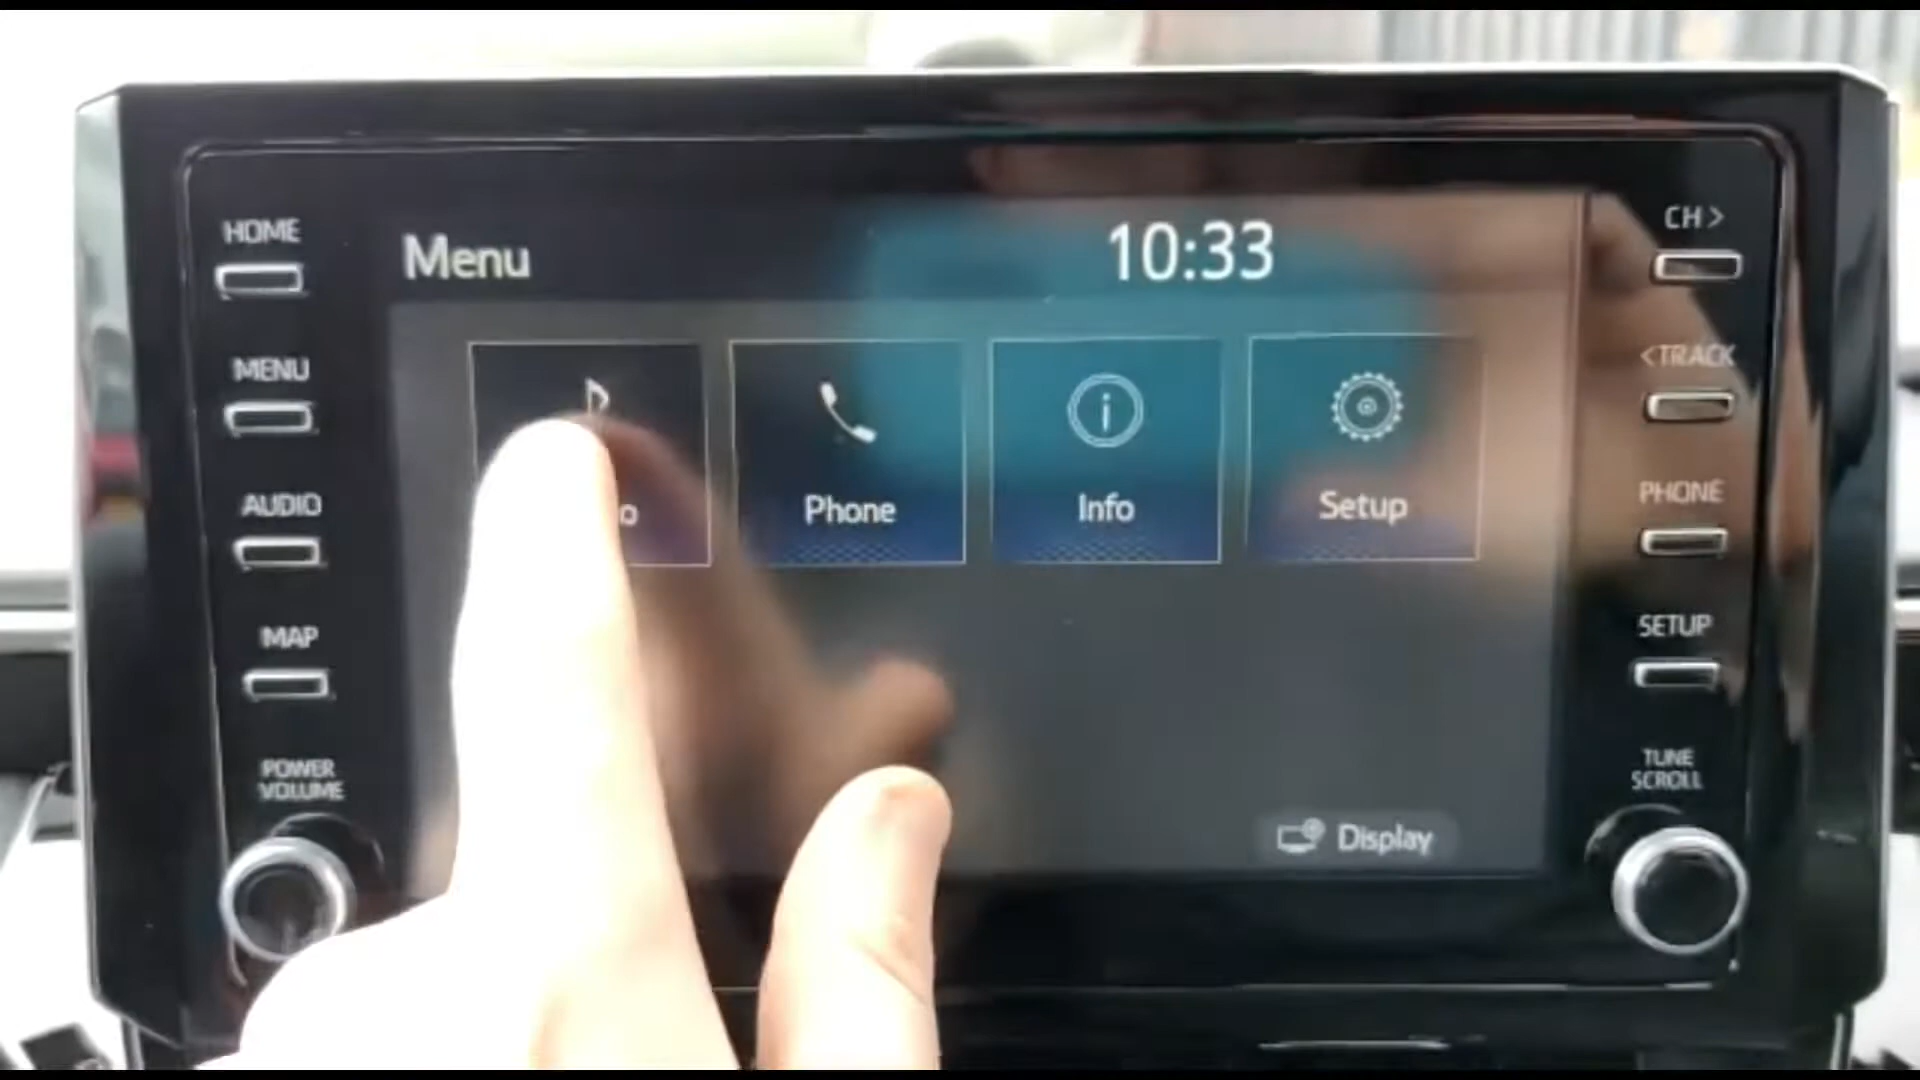 HOME
MENU
AUDIO
MAP
POWER
VOLUME
Menu
10:33
Phone
Info
Setup
Display
CH >
< TRACK
PHONE
SETUP
TUNE
SCROLL